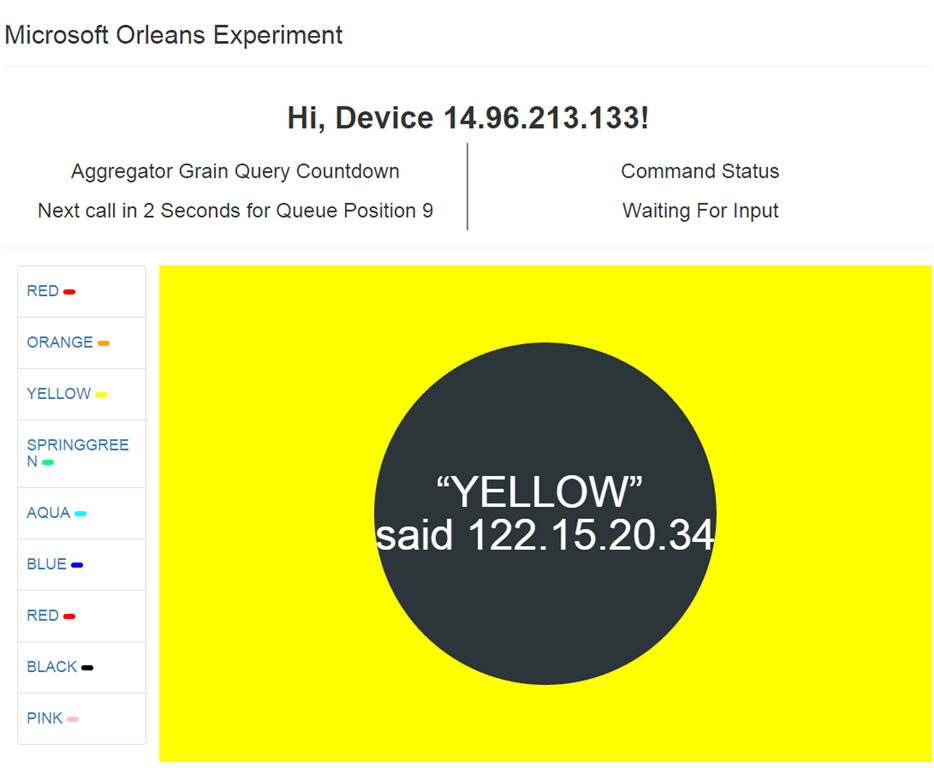 Microsoft Orleans Experiment
Hi, Device 14.96.213.133!
Aggregator Grain Query Countdown
Next call in 2 Seconds for Queue Position 9
Command Status
Waiting For Input
RED
ORANGE
YELLOW
SPRINGGREE
N
AQUA
BLUE
RED
BLACK
PINK
“YELLOW”
said 122.15.20.34